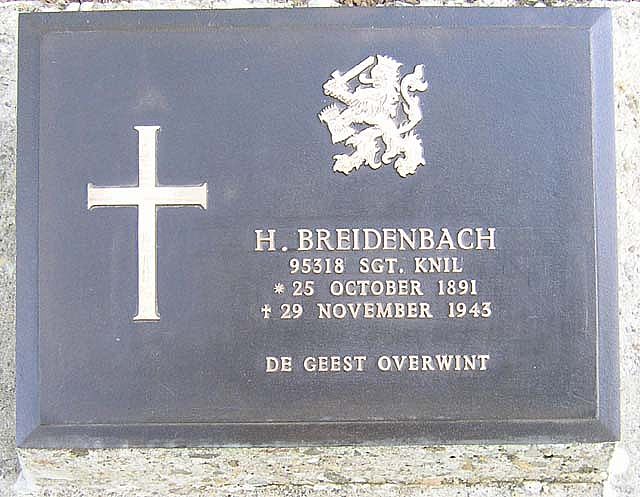 H. BREIDENBACH
95318 SGT. KNIL
* 25 OCTOBER 1891
† 29 NOVEMBER 1943
DE GEEST OVERWINT